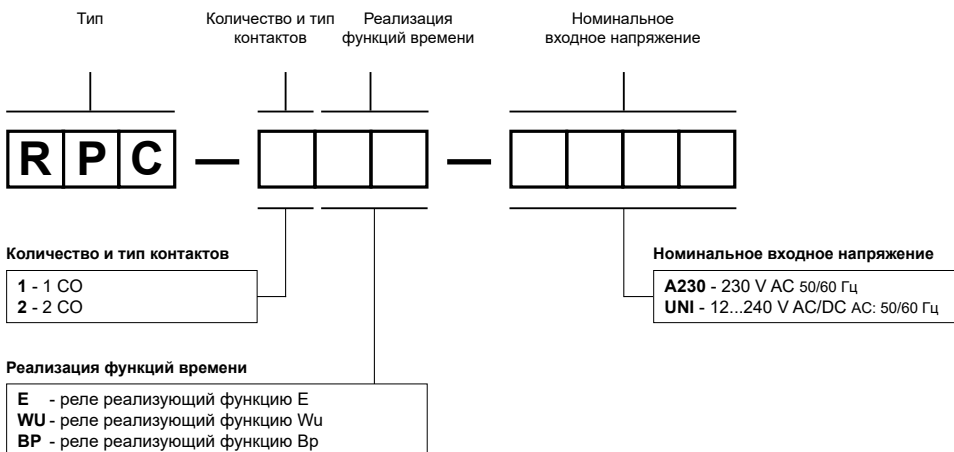 Тип
Количество и тип
контактов
Реализация
функций времени
Номинальное
входное напряжение
R P C — —
Количество и тип контактов
1 - 1 CO
2 - 2 CO
Номинальное входное напряжение
A230 - 230 V AC 50/60 Гц
UNI - 12...240 V AC/DC AC: 50/60 Гц
Реализация функций времени
E - реле реализующий функцию E
WU - реле реализующий функцию Wu
BP - реле реализующий функцию Bp